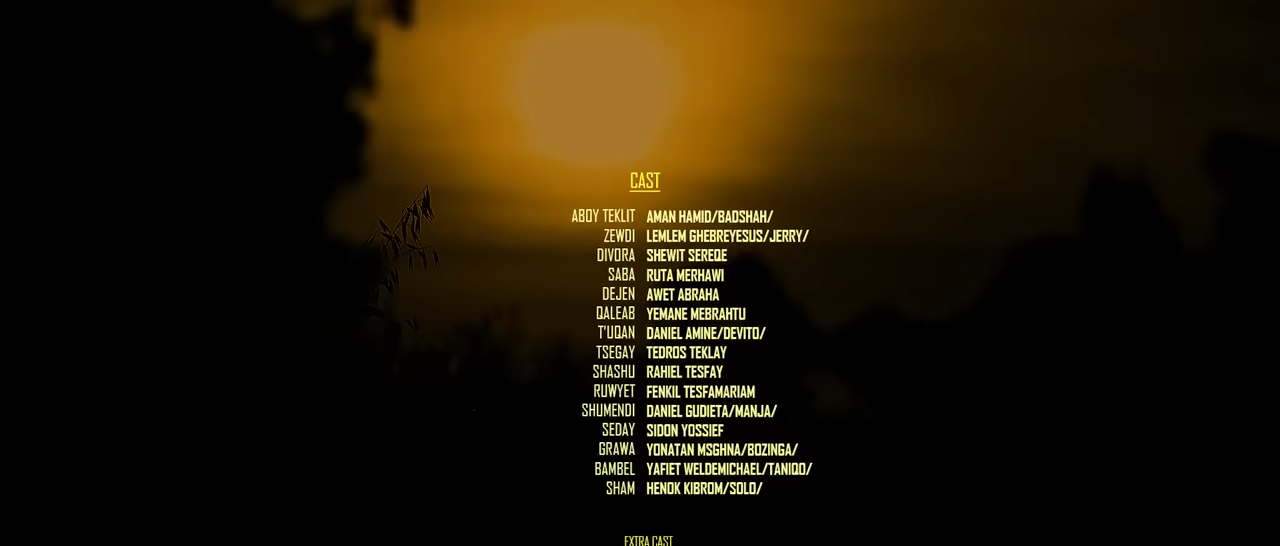 CAST
ABOY TEKLIT AMAN HAMID/BADSHAH/
ZEWDI LEMLEM GHEBREYESUS/JERRY/
DIVORA SHEWIT SEREQE
SABA RUTA MERHAWI
DEJEN AWET ABRAHA
QALEAB YEMANE MEBRAHTU
T'UQAN DANIEL AMINE/DEVITO/
TSEGAY TEDROS TEKLAY
SHASHU RAHIEL TESFAY
RUWYET FENKIL TESFAMARIAM
SHUMENDI DANIEL GUDIETA/MANJA/
SEDAY SIDON YOSSIEF
GRAWA YONATAN MSGHNA/BOZINGA/
BAMBEL YAFIET WELDEMICHAEL/TANIQO/
SHAM HENOK KIBROM/SOLO/
EXTRA CAST